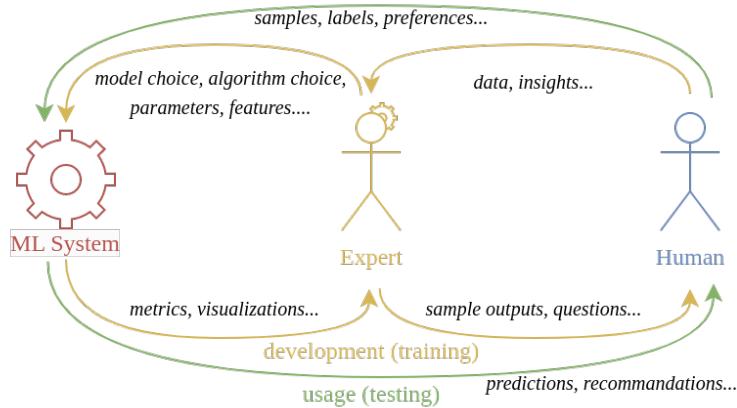 samples, labels, preferences...
model choice, algorithm choice,
parameters, features....
data, insights...
ML System
Expert
Human
metrics, visualizations...
sample outputs, questions...
development (training)
predictions, recommandations...
usage (testing)